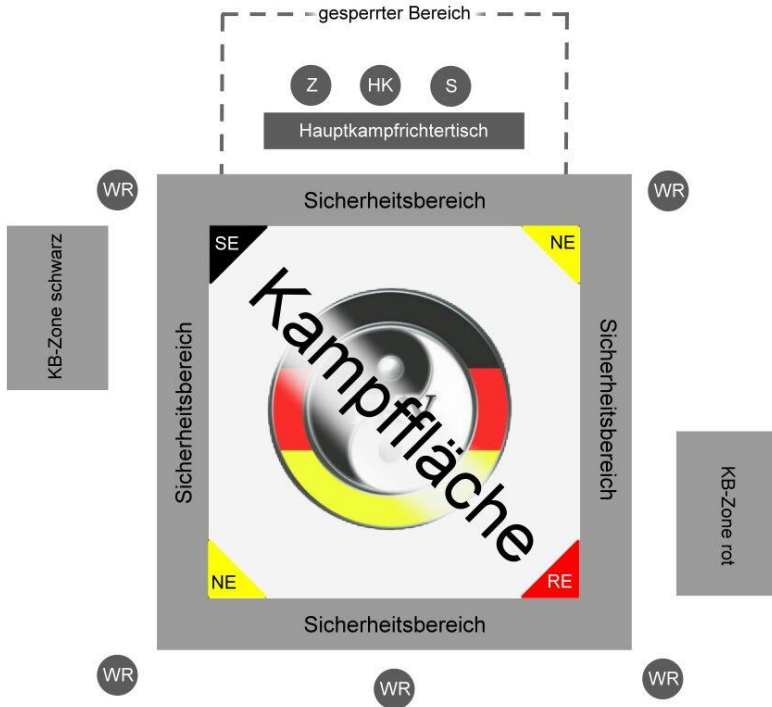 gesperrter Bereich
Z HK S
Hauptkampfrichtertisch
WR WR
Sicherheitsbereich
SE NE
KB-Zone schwarz
Kampffläche
Sicherheitsbereich
Sicherheitsbereich
KB-Zone rot
NE RE
Sicherheitsbereich
WR WR WR